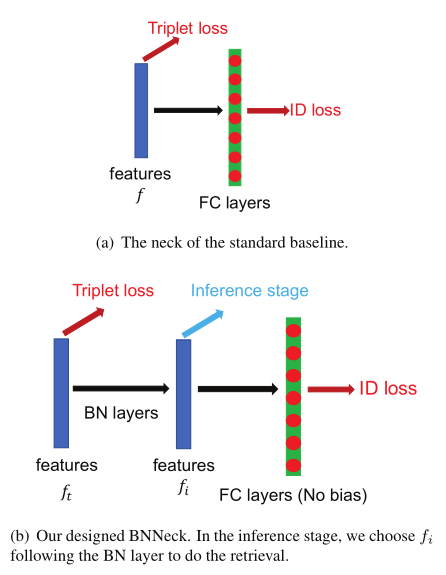 Triplet loss
ID loss
features
f
FC layers
(a) The neck of the standard baseline.
Triplet loss
Inference stage
BN layers
ID loss
features
f_t
features
f_i
FC layers (No bias)
(b) Our designed BNNeck. In the inference stage, we choose f_i
following the BN layer to do the retrieval.